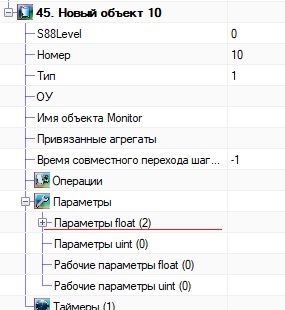 45. Новый объект 10
S88Level 0
Номер 10
Тип 1
ОУ
Имя объекта Monitor
Привязанные агрегаты
Время совместного перехода шаг... -1
Операции
Параметры
Параметры float (2)
Параметры uint (0)
Рабочие параметры float (0)
Рабочие параметры uint (0)
Таймеры (1)